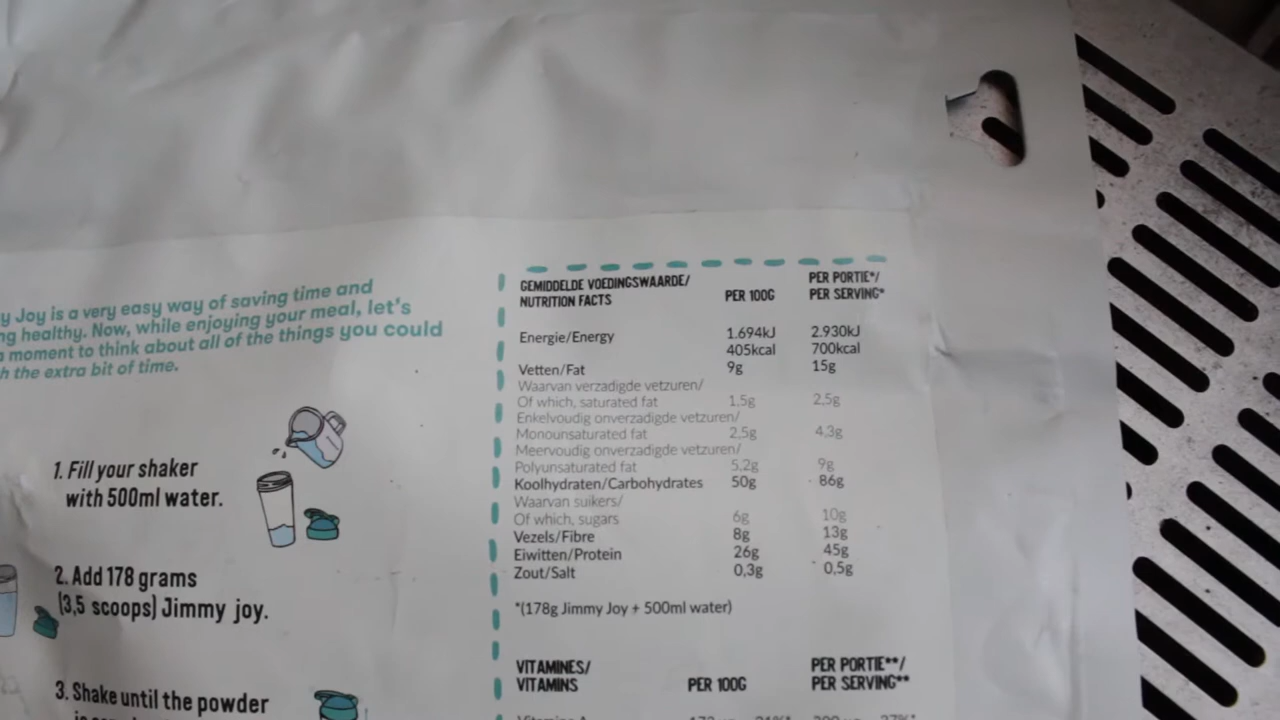 y Joy is a very easy way of saving time and
ng healthy. Now, while enjoying your meal, let's
moment to think about all of the things you could
h the extra bit of time.
1. Fill your shaker
with 500ml water.
2. Add 178 grams
(3,5 scoops) Jimmy joy.
3. Shake until the powder
GEMIDDELDE VOEDINGSWAARDE/
NUTRITION FACTS PER 100G PER PORTIE*/ PER SERVING*
Energie/Energy 1.694kJ 2.930kJ
405kcal 700kcal
Vetten/Fat 9g 15g
Waarvan verzadigde vetzuren/
Of which, saturated fat 1.5g 2,5g
Enkelvoudig onverzadigde vetzuren/
Monounsaturated fat 2,5g 4,3g
Meervoudig onverzadigde vetzuren/
Polyunsaturated fat 5,2g 9g
Koolhydraten/Carbohydrates 50g 86g
Waarvan suikers/
Of which, sugars 6g 10g
Vezels/Fibre 8g 13g
Eiwitten/Protein 26g 45g
Zout/Salt 0,3g 0,5g
*(178g Jimmy Joy + 500ml water)
VITAMINES/
VITAMINS PER 100G PER PORTIE**/ PER SERVING**